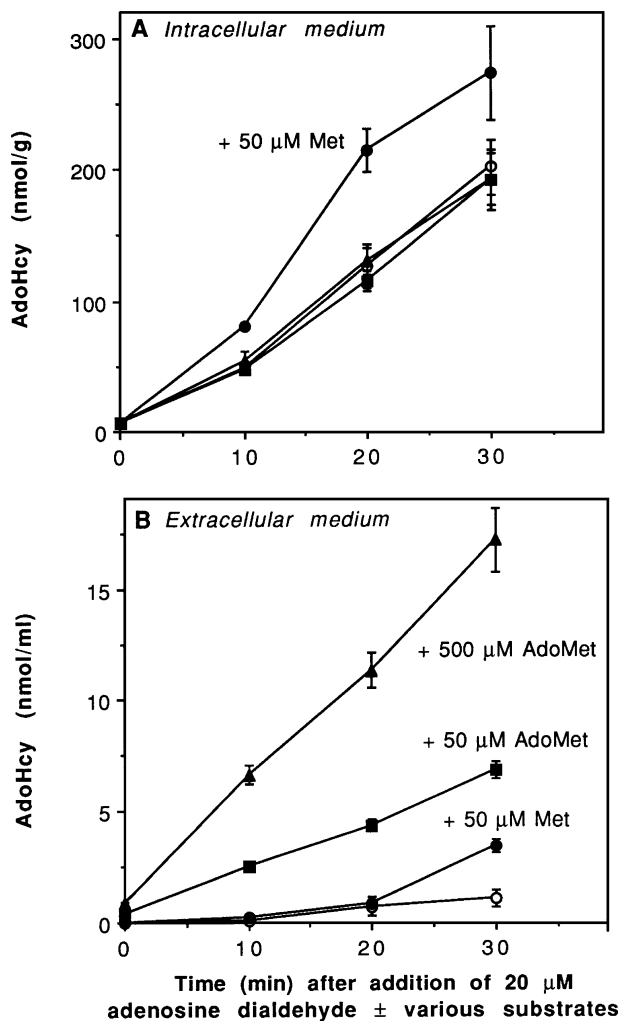 A Intracellular medium
300
+ 50 µM Met
200
AdoHcy (nmol/g)
100
0
0 10 20 30
B Extracellular medium
15
+ 500 µM AdoMet
10
AdoHcy (nmol/ml)
+ 50 µM AdoMet
5
+ 50 µM Met
0
0 10 20 30
Time (min) after addition of 20 µM
adenosine dialdehyde ± various substrates